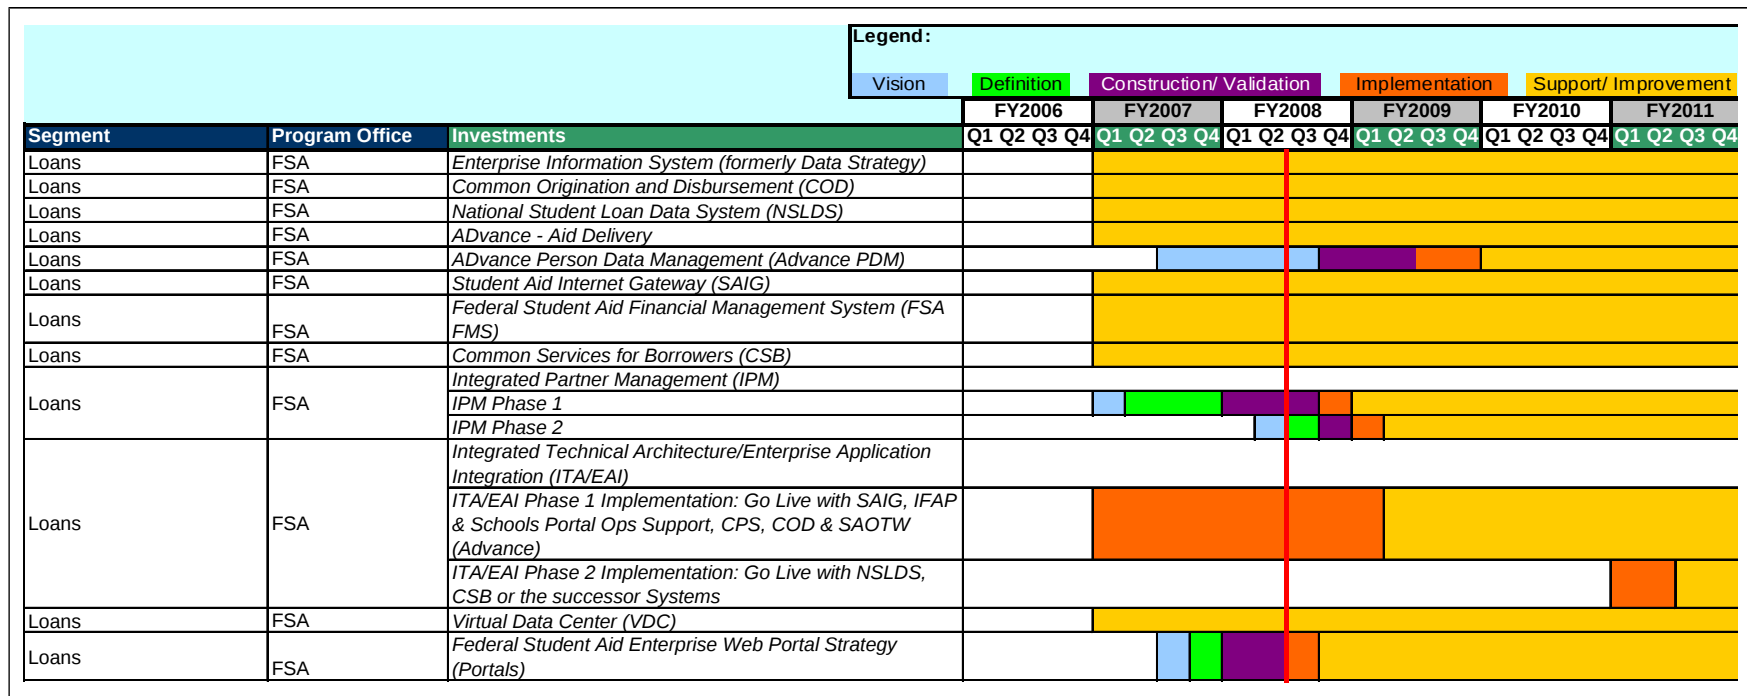 Legend:
Vision Definition Construction/ Validation Implementation Support/ Improvement
FY2006 FY2007 FY2008 FY2009 FY2010 FY2011
Segment Program Office Investments Q1 Q2 Q3 Q4 Q1 Q2 Q3 Q4 Q1 Q2 Q3 Q4 Q1 Q2 Q3 Q4 Q1 Q2 Q3 Q4 Q1 Q2 Q3 Q4
Loans FSA Enterprise Information System (formerly Data Strategy)
Loans FSA Common Origination and Disbursement (COD)
Loans FSA National Student Loan Data System (NSLDS)
Loans FSA ADvance - Aid Delivery
Loans FSA ADvance Person Data Management (Advance PDM)
Loans FSA Student Aid Internet Gateway (SAIG)
Loans FSA Federal Student Aid Financial Management System (FSA
FMS)
Loans FSA Common Services for Borrowers (CSB)
Integrated Partner Management (IPM)
Loans FSA IPM Phase 1
IPM Phase 2
Integrated Technical Architecture/Enterprise Application
Integration (ITA/EAI)
ITA/EAI Phase 1 Implementation: Go Live with SAIG, IFAP
Loans FSA & Schools Portal Ops Support, CPS, COD & SAOTW
(Advance)
ITA/EAI Phase 2 Implementation: Go Live with NSLDS,
CSB or the successor Systems
Loans FSA Virtual Data Center (VDC)
Loans FSA Federal Student Aid Enterprise Web Portal Strategy
(Portals)